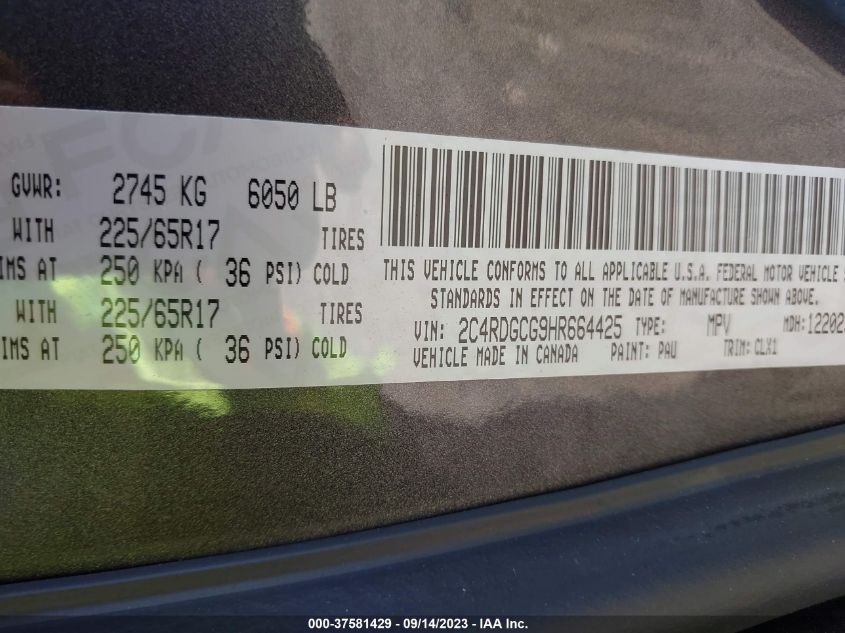 GVWR: 2745 KG 6050 LB
WITH 225/65R17 TIRES
IMS AT 250 KPA ( 36 PSI) COLD
WITH 225/65R17 TIRES
IMS AT 250 KPA ( 36 PSI) COLD
THIS VEHICLE CONFORMS TO ALL APPLICABLE U.S.A. FEDERAL MOTOR VEHICLE S
STANDARDS IN EFFECT ON THE DATE OF MANUFACTURE SHOWN ABOVE.
VIN: 2C4RDGCG9HR664425 TYPE: MPV MDH: 12202
VEHICLE MADE IN CANADA PAINT: PAU TRIM: GLX1
000-37581429 - 09/14/2023 - IAA Inc.